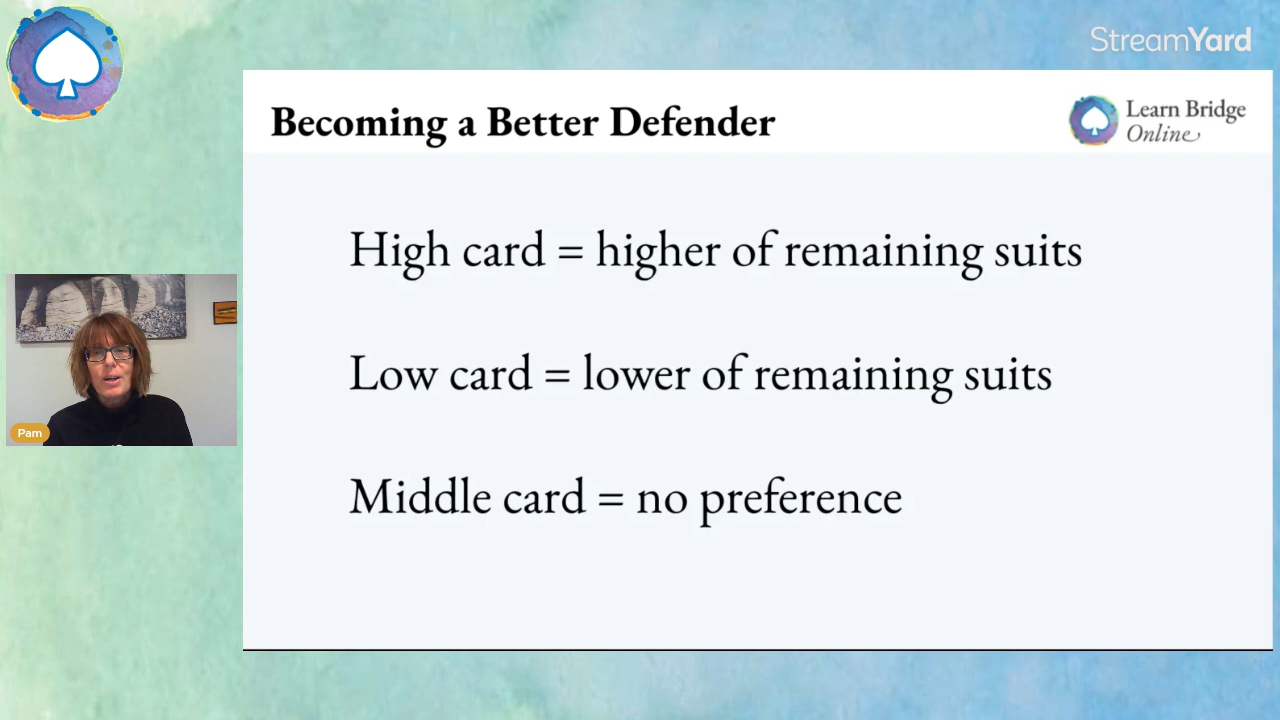 StreamYard
Becoming a Better Defender
Learn Bridge
Online
High card = higher of remaining suits
Low card = lower of remaining suits
Middle card = no preference
Pam